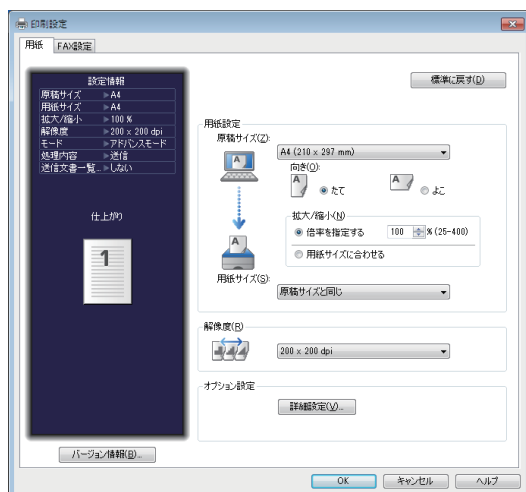 印刷設定
用紙 FAX設定
設定情報
原稿サイズ A4
用紙サイズ A4
拡大/縮小 100 %
解像度 200 x 200 dpi
モード アドバンスモード
処理内容 送信
送信文書一覧... しない
仕上がり
1
バージョン情報(B)...
標準に戻す(D)
用紙設定
原稿サイズ(Z):
A4 (210 x 297 mm)
向き(O):
A たて A よこ
A
拡大/縮小(N)
倍率を指定する 100 % (25-400)
用紙サイズに合わせる
A
用紙サイズ(S):
原稿サイズと同じ
解像度(R)
200 x 200 dpi
オプション設定
詳細設定(V)...
OK キャンセル ヘルプ